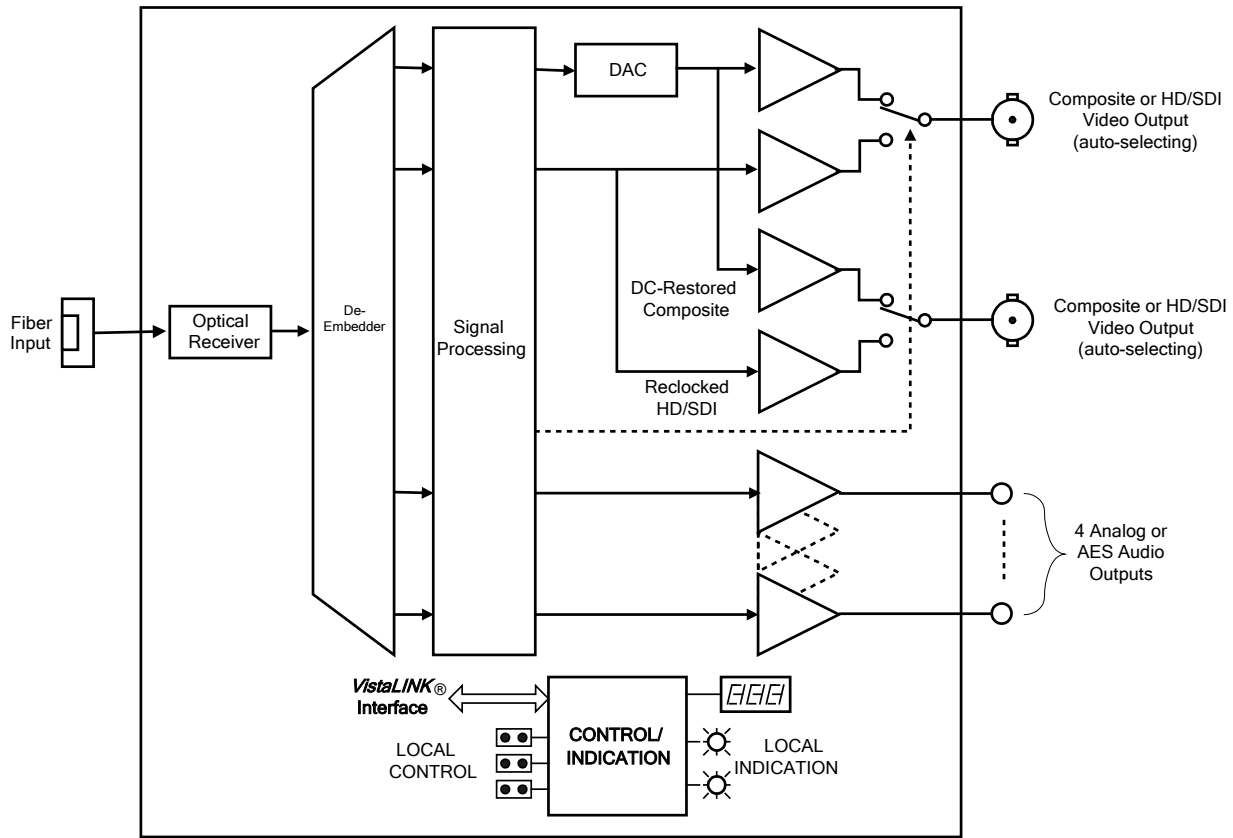 DAC
Composite or HD/SDI
Video Output
(auto-selecting)
Fiber
Input
Optical
Receiver
De-
Embedder
Signal
Processing
DC-Restored
Composite
Composite or HD/SDI
Video Output
(auto-selecting)
Reclocked
HD/SDI
4 Analog or
AES Audio
Outputs
VistaLINK®
Interface
CONTROL/
INDICATION
LOCAL
CONTROL
LOCAL
INDICATION